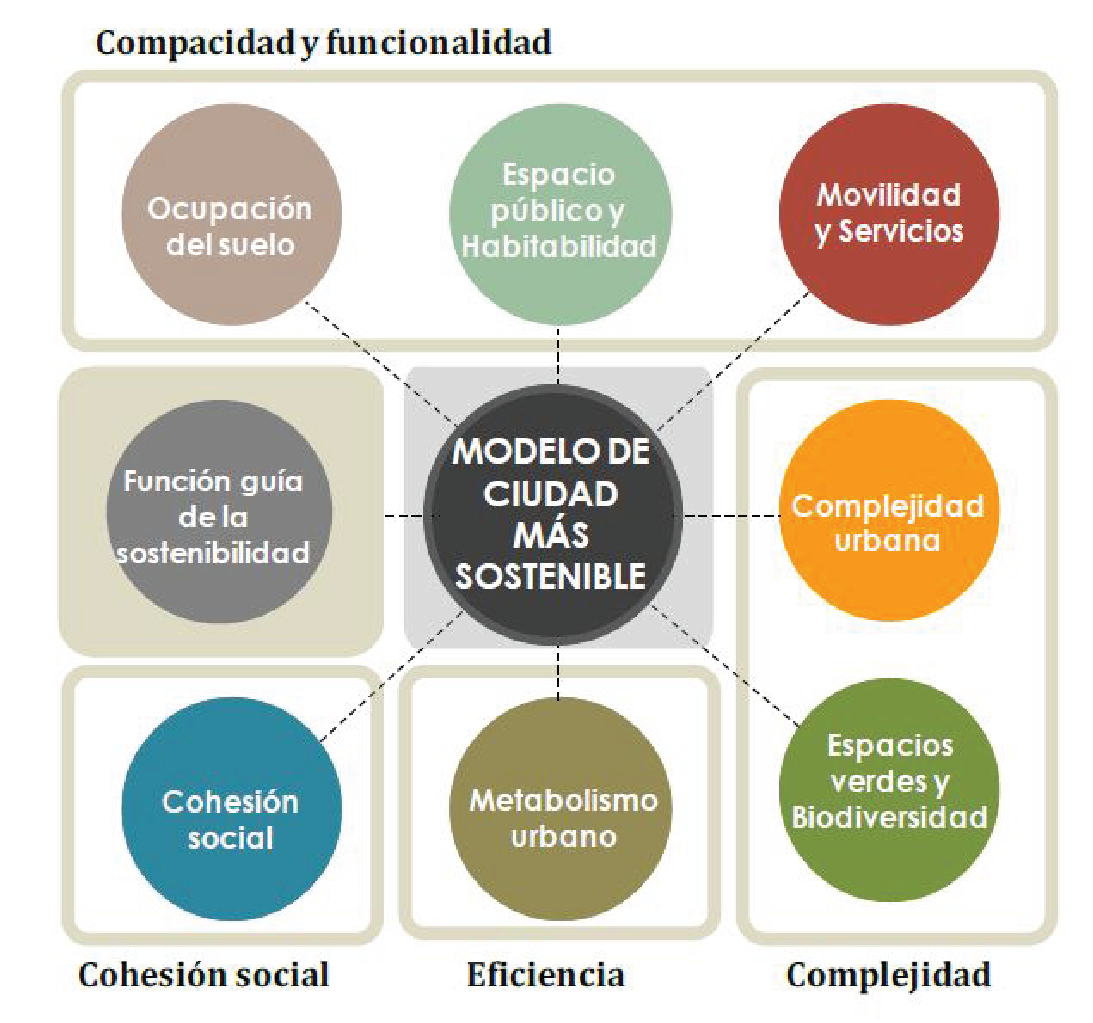 Compacidad y funcionalidad
Ocupación
del suelo
Espacio
público y
Habitabilidad
Movilidad
y Servicios
Función guía
de la
sostenibilidad
MODELO DE
CIUDAD
MÁS
SOSTENIBLE
Complejidad
urbana
Cohesión
social
Metabolismo
urbano
Espacios
verdes y
Biodiversidad
Cohesión social
Eficiencia
Complejidad